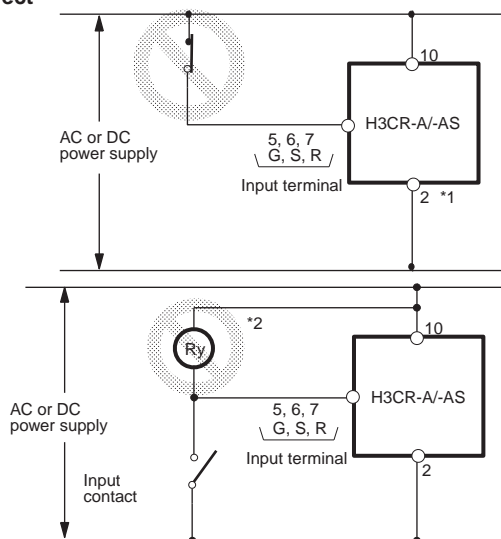 rect
10
H3CR-A/-AS
AC or DC
power supply
5, 6, 7
G, S, R
Input terminal
2 *1
*2
Ry
10
H3CR-A/-AS
AC or DC
power supply
5, 6, 7
G, S, R
Input terminal
2
Input
contact